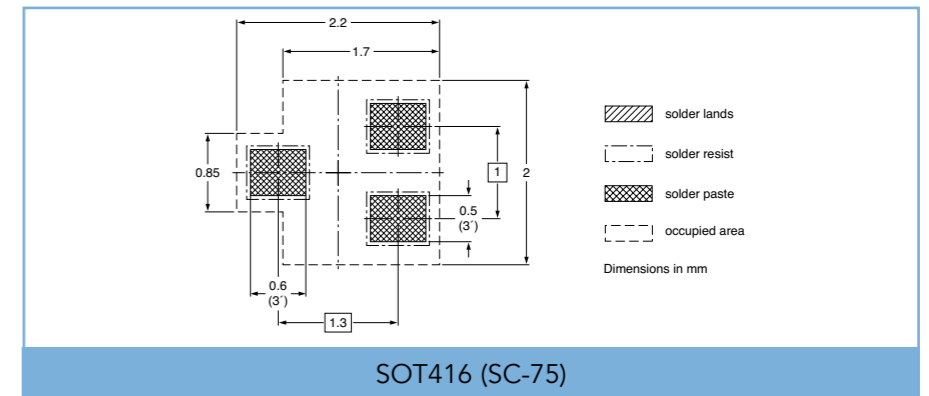 2.2
1.7
solder lands
solder resist
0.85
1
2
solder paste
0.5
(3´)
occupied area
Dimensions in mm
0.6
(3´)
1.3
SOT416 (SC-75)